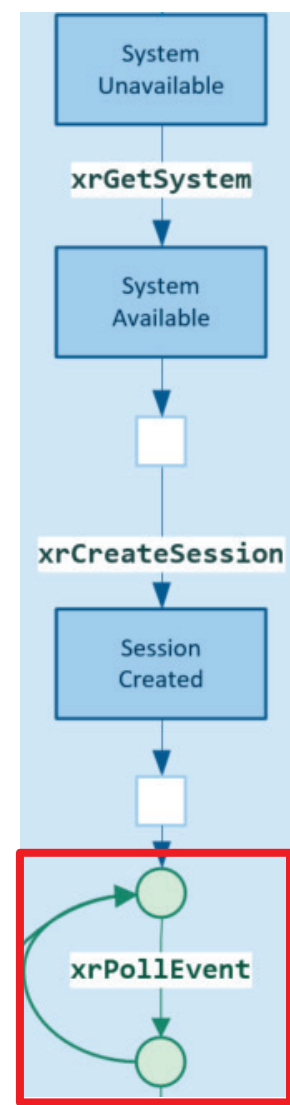 System
Unavailable
xrGetSystem
System
Available
xrCreateSession
Session
Created
xrPollEvent